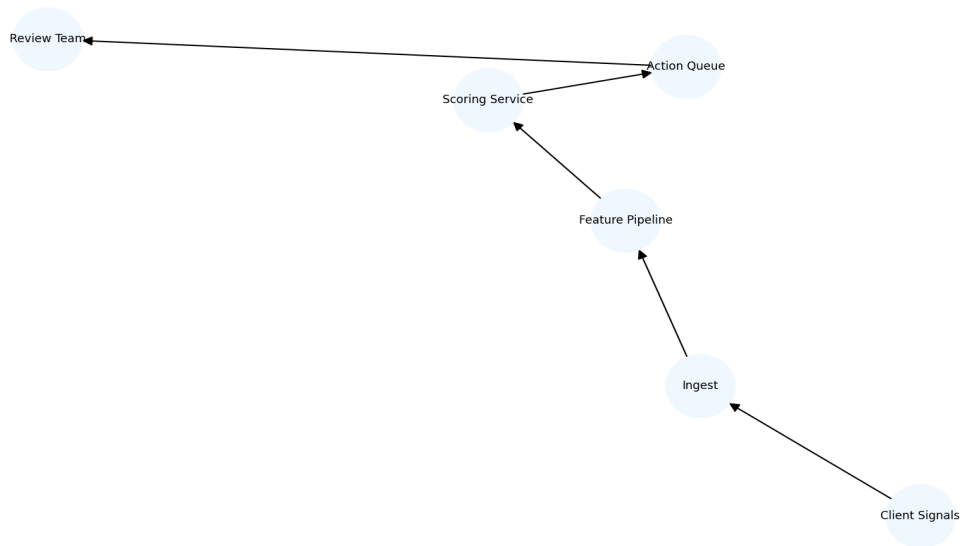 Review Team
Action Queue
Scoring Service
Feature Pipeline
Ingest
Client Signals